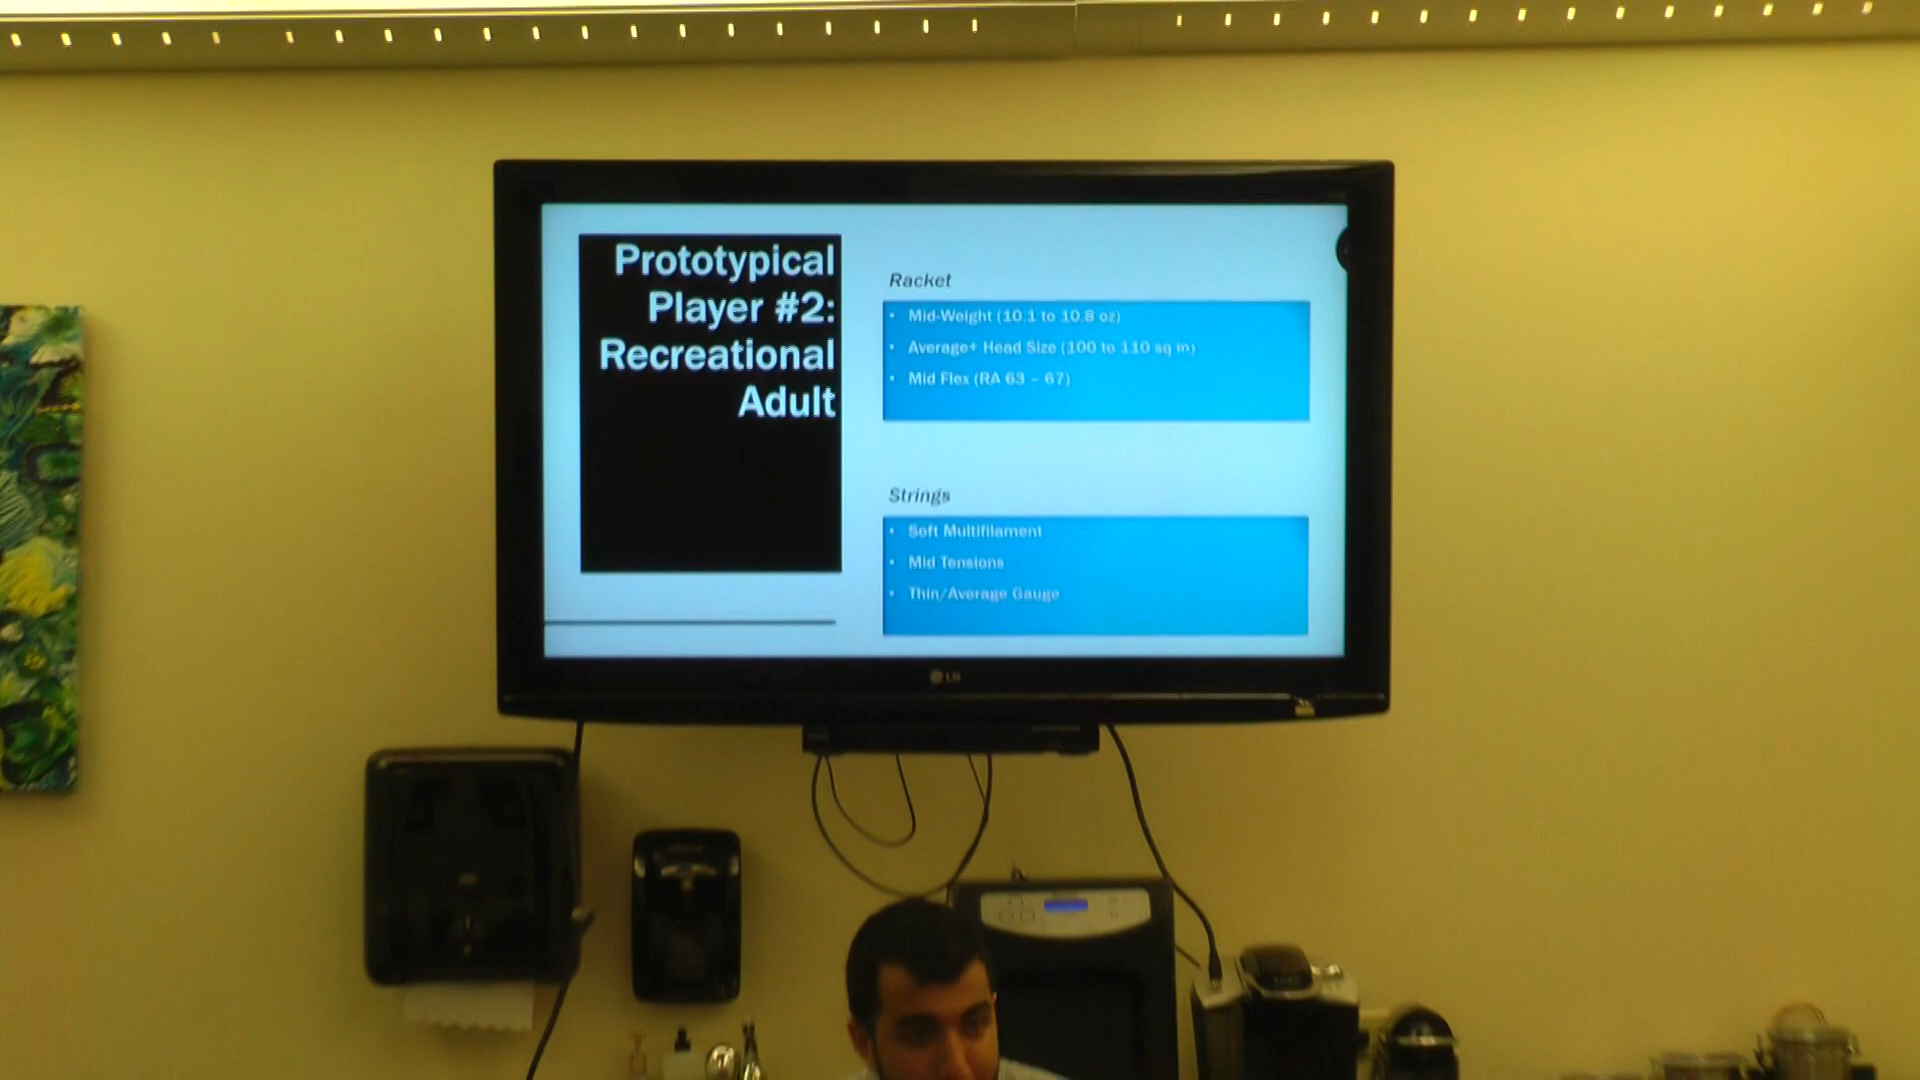 Prototypical
Player #2:
Recreational
Adult
Racket
• Mid-Weight (10.1 to 10.8 oz)
• Average+ Head Size (100 to 110 sq in)
• Mid Flex (RA 63 – 67)
Strings
• Soft Multifilament
• Mid Tensions
• Thin/Average Gauge
LG